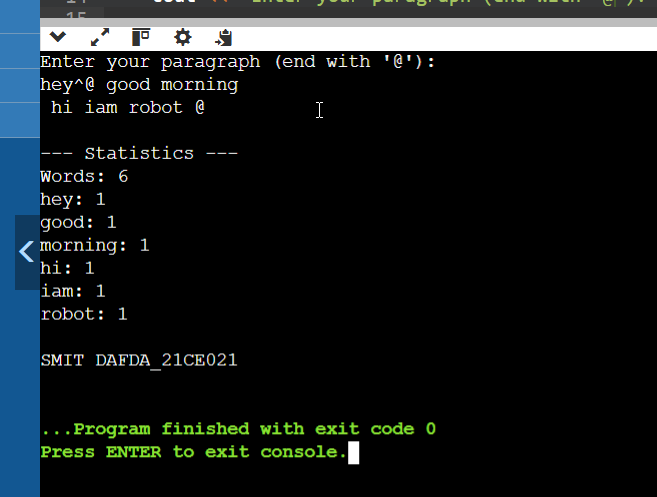 Enter your paragraph (end with '@'):
hey^@ good morning
 hi iam robot @
--- Statistics ---
Words: 6
hey: 1
good: 1
morning: 1
hi: 1
iam: 1
robot: 1
SMIT DAFDA_21CE021
...Program finished with exit code 0
Press ENTER to exit console.